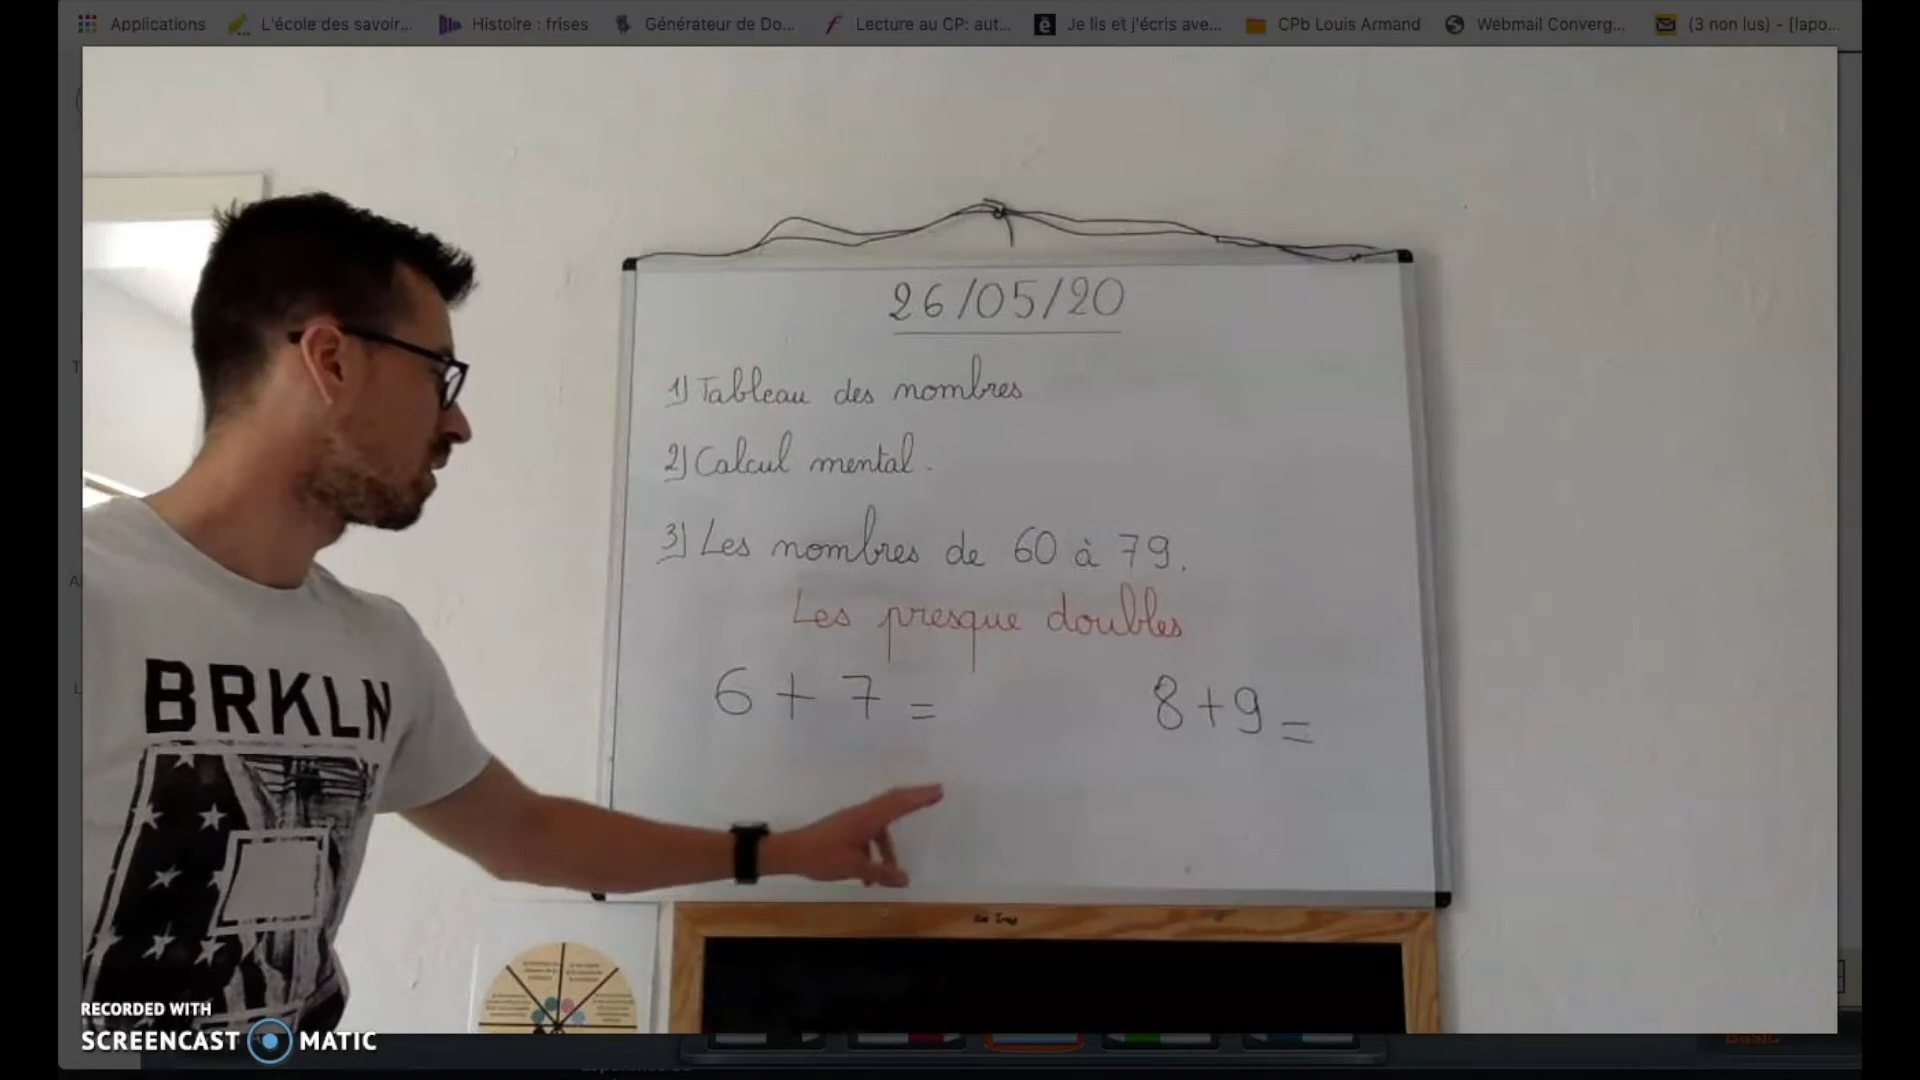 Applications L'école des savoir... Histoire : frises Générateur de Do... Lecture au CP: aut... Je lis et j'écris ave... CPb Louis Armand Webmail Converg... (3 non lus) - [lapo...
26/05/20
1) Tableau des nombres
2) Calcul mental.
3) Les nombres de 60 à 79.
Les presque doubles
6 + 7 =
8+9=
BRKLN
RECORDED WITH
SCREENCAST MATIC